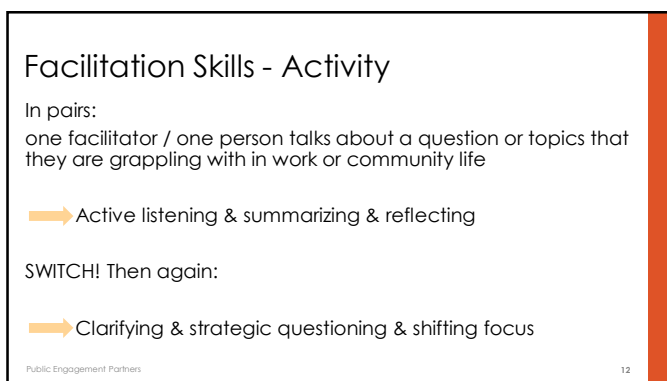 Facilitation Skills - Activity
In pairs:
one facilitator / one person talks about a question or topics that
they are grappling with in work or community life
Active listening & summarizing & reflecting
SWITCH! Then again:
Clarifying & strategic questioning & shifting focus
Public Engagement Partners
12